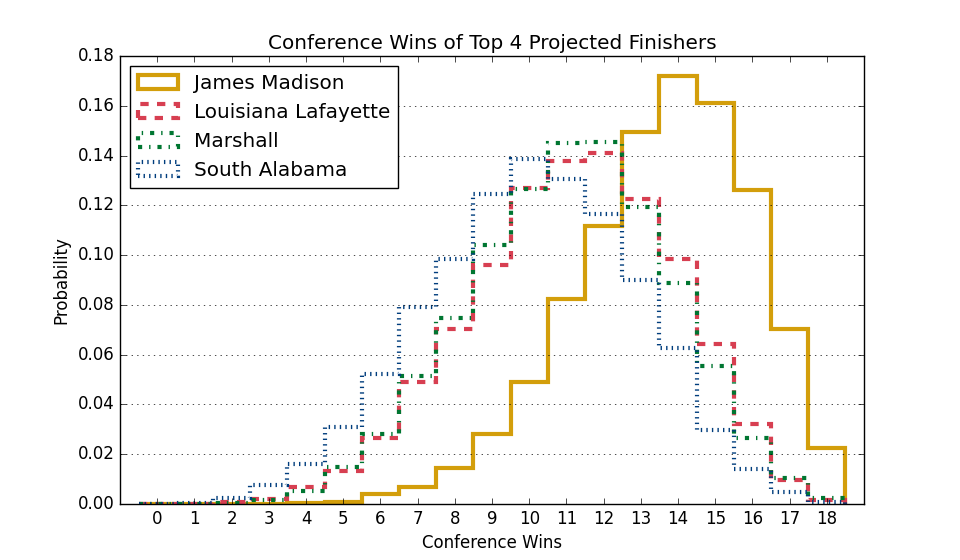 Conference Wins of Top 4 Projected Finishers
0.18
0.16
0.14
0.12
0.10
0.08
0.06
0.04
0.02
0.00
Probability
James Madison
Louisiana Lafayette
Marshall
South Alabama
0 1 2 3 4 5 6 7 8 9 10 11 12 13 14 15 16 17 18
Conference Wins